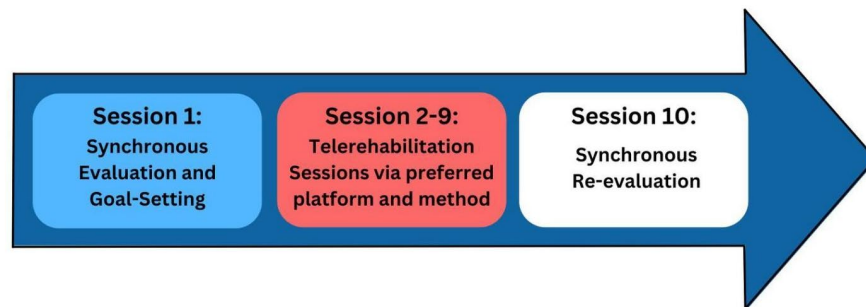 Session 1:
Synchronous
Evaluation and
Goal-Setting
Session 2-9:
Telerehabilitation
Sessions via preferred
platform and method
Session 10:
Synchronous
Re-evaluation